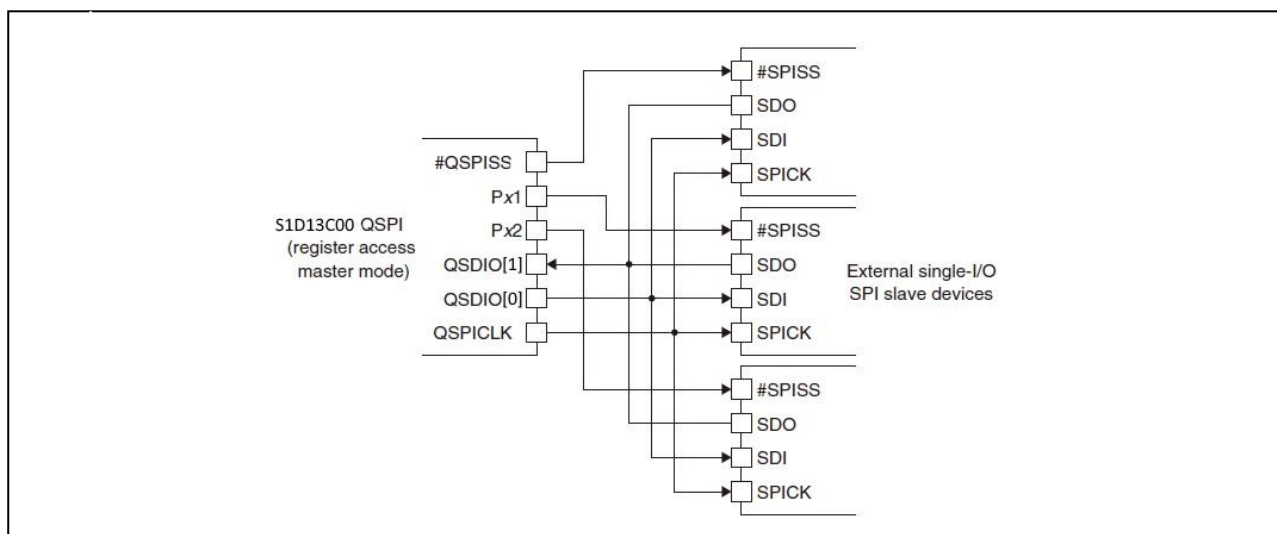 #QSPISS
Px1
Px2
QSDIO[1]
QSDIO[0]
QSPICLK
S1D13C00 QSPI
(register access
master mode)
#SPISS
SDO
SDI
SPICK
#SPISS
SDO
SDI
SPICK
#SPISS
SDO
SDI
SPICK
External single-I/O
SPI slave devices